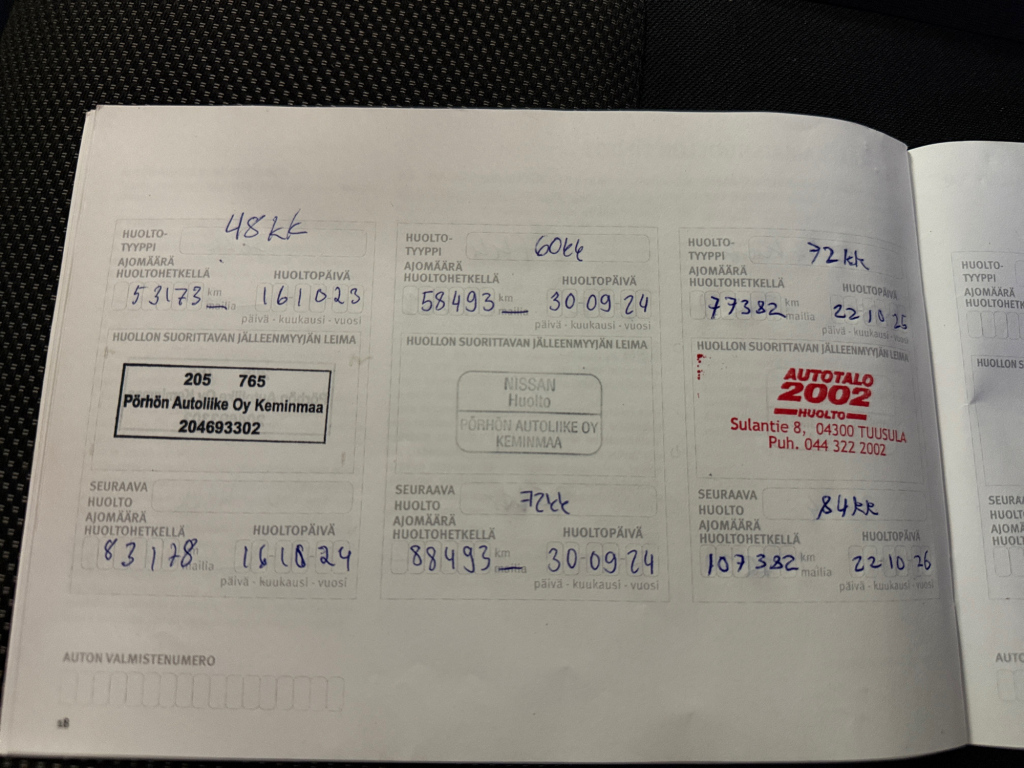 HUOLTO-
TYYPPI
48kk
AJOMÄÄRÄ
HUOLTOHETKELLÄ
HUOLTOPÄIVÄ
53173 km
mailia
161023
päivä - kuukausi - vuosi
HUOLLON SUORITTAVAN JÄLLEENMYYJÄN LEIMA
205 765
Pörhön Autoliike Oy Keminmaa
204693302
SEURAAVA
HUOLTO
AJOMÄÄRÄ
HUOLTOHETKELLÄ
HUOLTOPÄIVÄ
83178
mailia
16 10 24
päivä - kuukausi - vuosi
HUOLTO-
TYYPPI
60kk
AJOMÄÄRÄ
HUOLTOHETKELLÄ
HUOLTOPÄIVÄ
58493 km
30-09-24
päivä - kuukausi - vuosi
HUOLLON SUORITTAVAN JÄLLEENMYYJÄN LEIMA
NISSAN
Huolto
PÖRHÖN AUTOLIIKE OY
KEMINMAA
SEURAAVA
HUOLTO
72kk
AJOMÄÄRÄ
HUOLTOHETKELLÄ
HUOLTOPÄIVÄ
88493 km
30-09-24
päivä - kuukausi - vuosi
HUOLTO-
TYYPPI
72kk
AJOMÄÄRÄ
HUOLTOHETKELLÄ
HUOLTOPÄIVÄ
77382 km
mailia
22 10 25
päivä - kuukausi - vuosi
HUOLLON SUORITTAVAN JÄLLEENMYYJÄN LEIMA
AUTOTALO
2002
HUOLTO
Sulantie 8, 04300 TUUSULA
Puh. 044 322 2002
SEURAAVA
HUOLTO
84kk
AJOMÄÄRÄ
HUOLTOHETKELLÄ
HUOLTOPÄIVÄ
107382 km
mailia
22 10-26
päivä - kuukausi - vuosi
AUTON VALMISTENUMERO
18
HUOLTO-
TYYPPI
AJOMÄÄRÄ